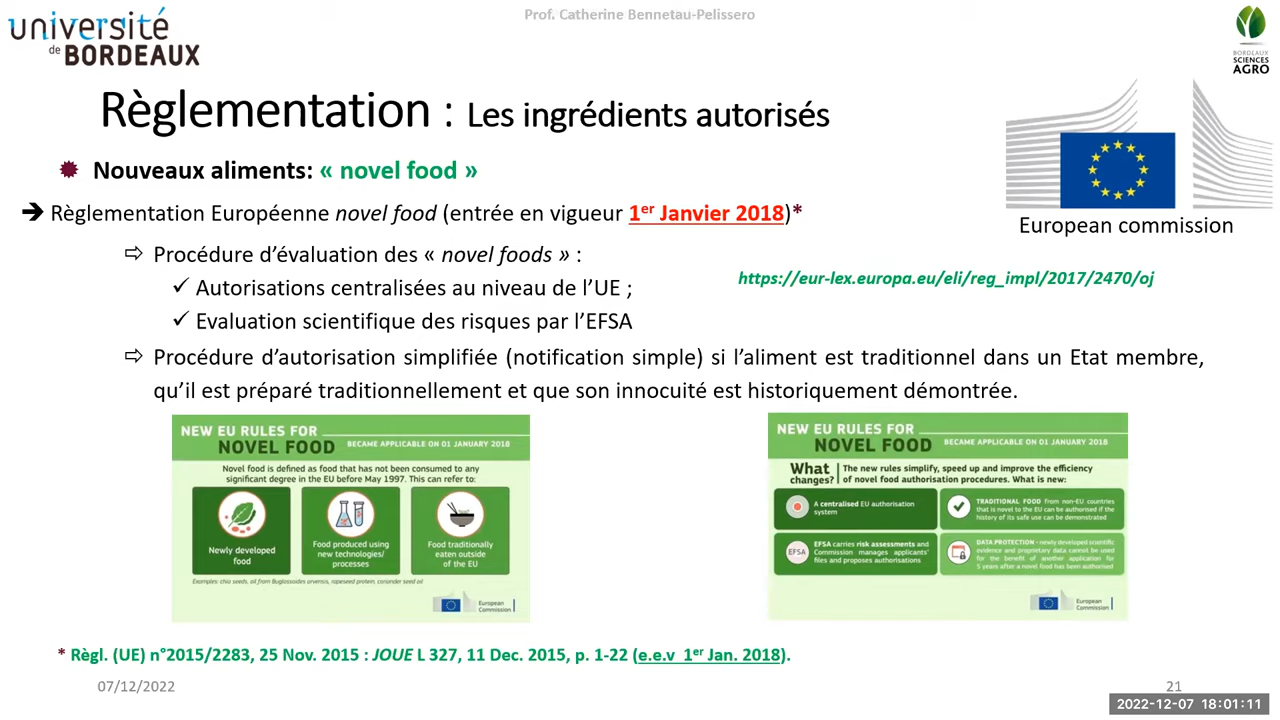 Prof. Catherine Bennetau-Pelissero
université
de BORDEAUX
BORDEAUX
SCIENCES
AGRO
Règlementation : Les ingrédients autorisés
Nouveaux aliments: « novel food »
Règlementation Européenne novel food (entrée en vigueur 1er Janvier 2018)*
European commission
Procédure d’évaluation des « novel foods » :
https://eur-lex.europa.eu/eli/reg_impl/2017/2470/oj
Autorisations centralisées au niveau de l’UE ;
Evaluation scientifique des risques par l’EFSA
Procédure d’autorisation simplifiée (notification simple) si l’aliment est traditionnel dans un Etat membre,
qu’il est préparé traditionnellement et que son innocuité est historiquement démontrée.
NEW EU RULES FOR
NOVEL FOOD BECAME APPLICABLE ON 01 JANUARY 2018
Novel food is defined as food that has not been consumed to any
significant degree in the EU before May 1997. This can refer to:
Newly developed
food
Food produced using
new technologies/
processes
Food traditionally
eaten outside
of the EU
Examples: chia seeds, oil from Buglossoides arvensis, rapeseed protein, coriander seed oil
European
Commission
NEW EU RULES FOR
NOVEL FOOD BECAME APPLICABLE ON 01 JANUARY 2018
What
changes?
The new rules simplify, speed up and improve the efficiency
of novel food authorisation procedures. What is new:
A centralised EU authorisation
system
TRADITIONAL FOOD from non-EU countries
that is novel to the EU can be authorised if the
history of its safe use can be demonstrated
EFSA
EFSA carries risk assessments and
Commission manages applicants'
files and proposes authorisations
DATA PROTECTION - newly developed scientific
evidence and proprietary data cannot be used
for the benefit of another application for
5 years after a novel food has been authorised
European
Commission
* Règl. (UE) n°2015/2283, 25 Nov. 2015 : JOUE L 327, 11 Dec. 2015, p. 1-22 (e.e.v 1er Jan. 2018).
07/12/2022
21
2022-12-07 18:01:11